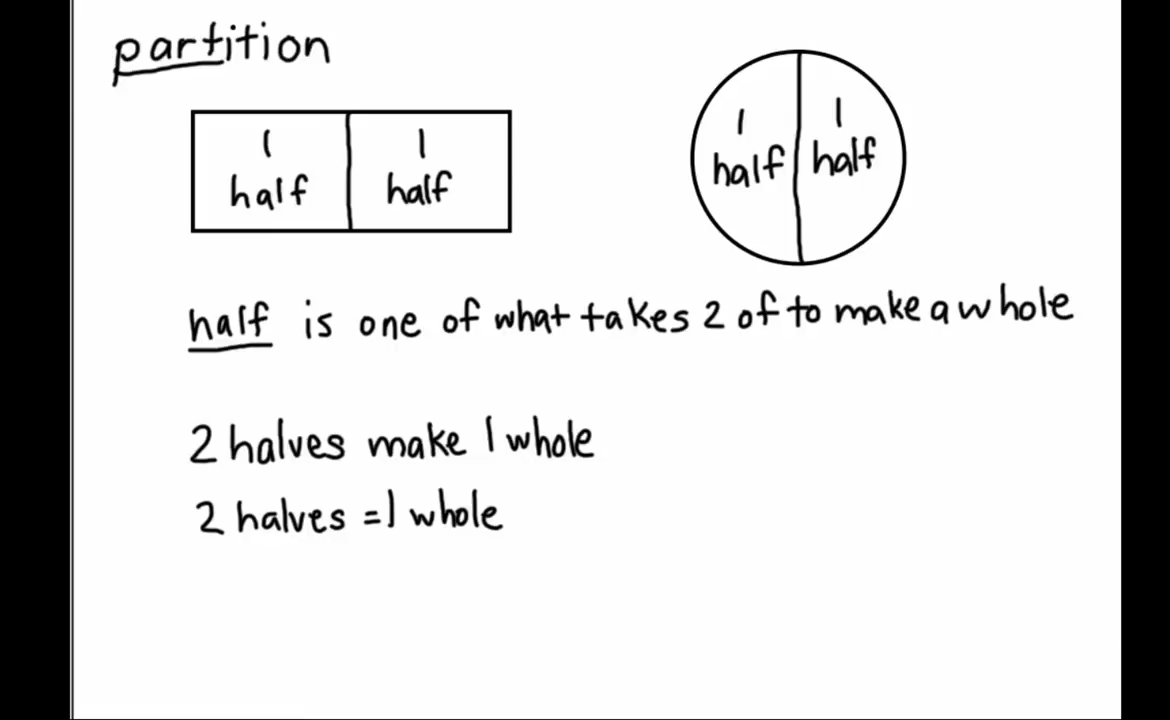 partition
1 1
half half
1 1
half half
half is one of what takes 2 of to make a whole
2 halves make 1 whole
2 halves = 1 whole